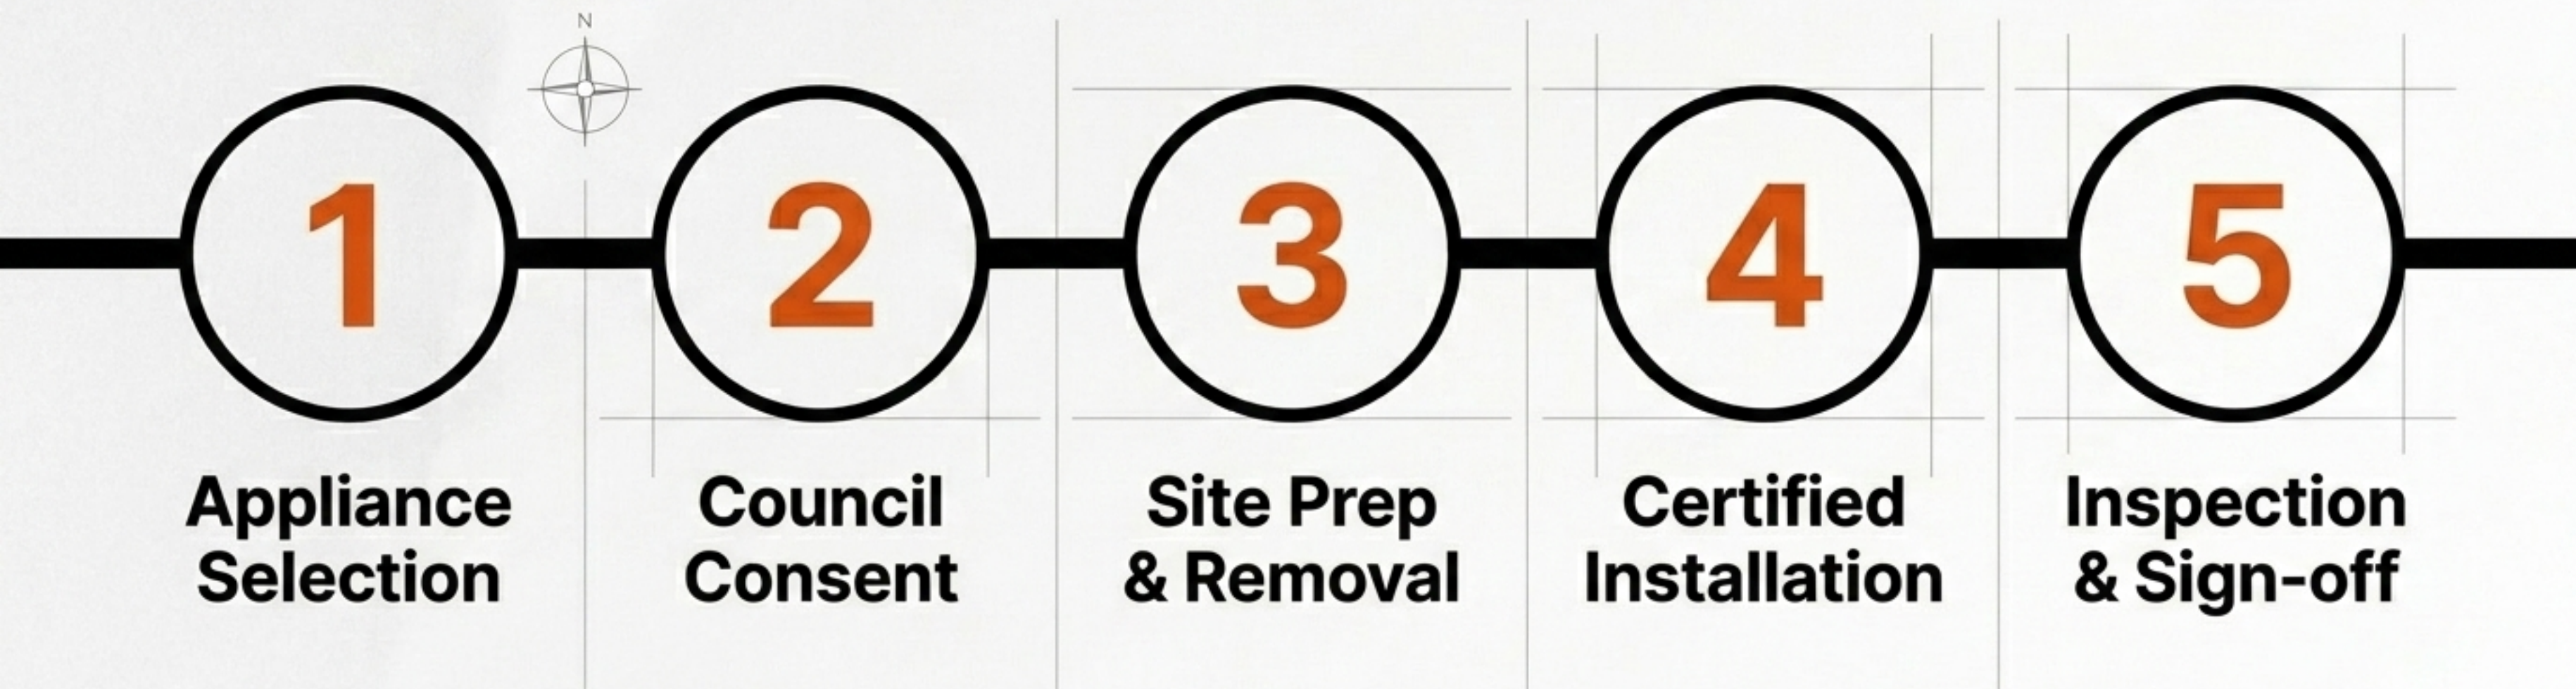 N
1
2
3
4
5
Appliance
Selection
Council
Consent
Site Prep
& Removal
Certified
Installation
Inspection
& Sign-off